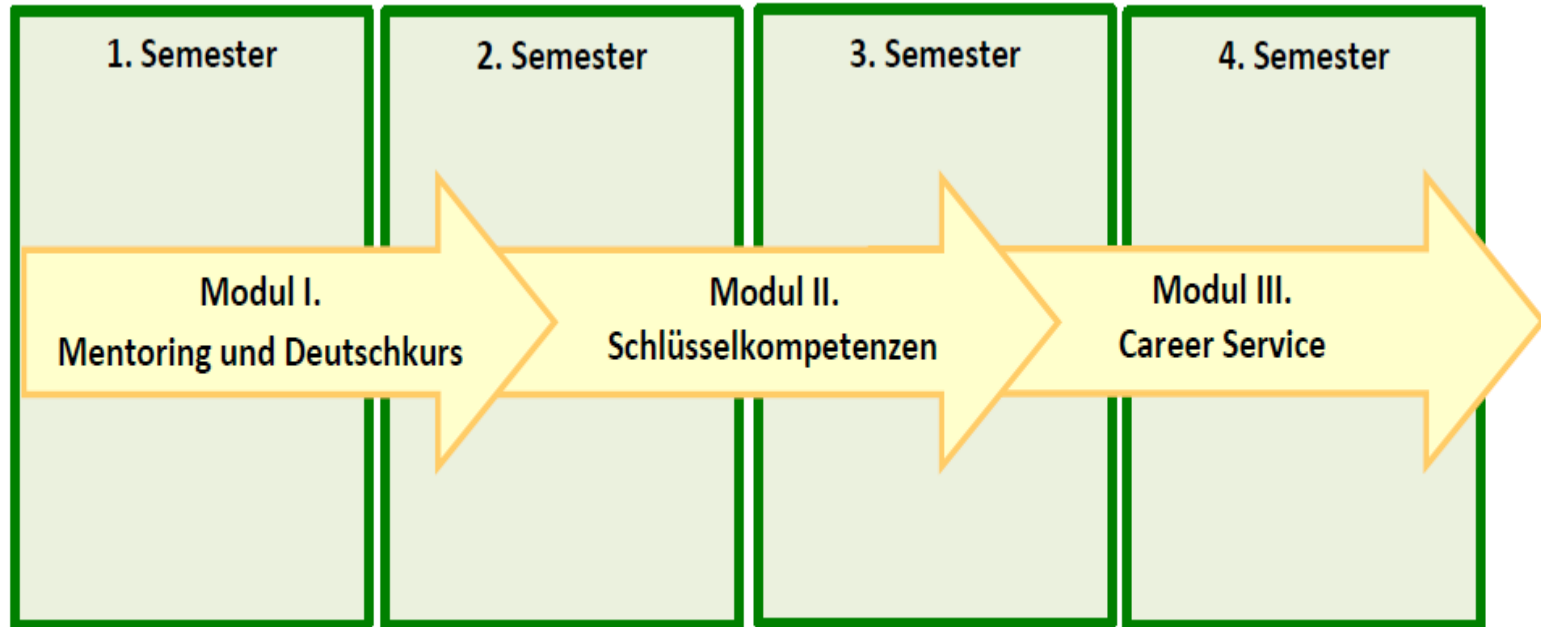 1. Semester
2. Semester
3. Semester
4. Semester
Modul I.
Mentoring und Deutschkurs
Modul II.
Schlüsselkompetenzen
Modul III.
Career Service